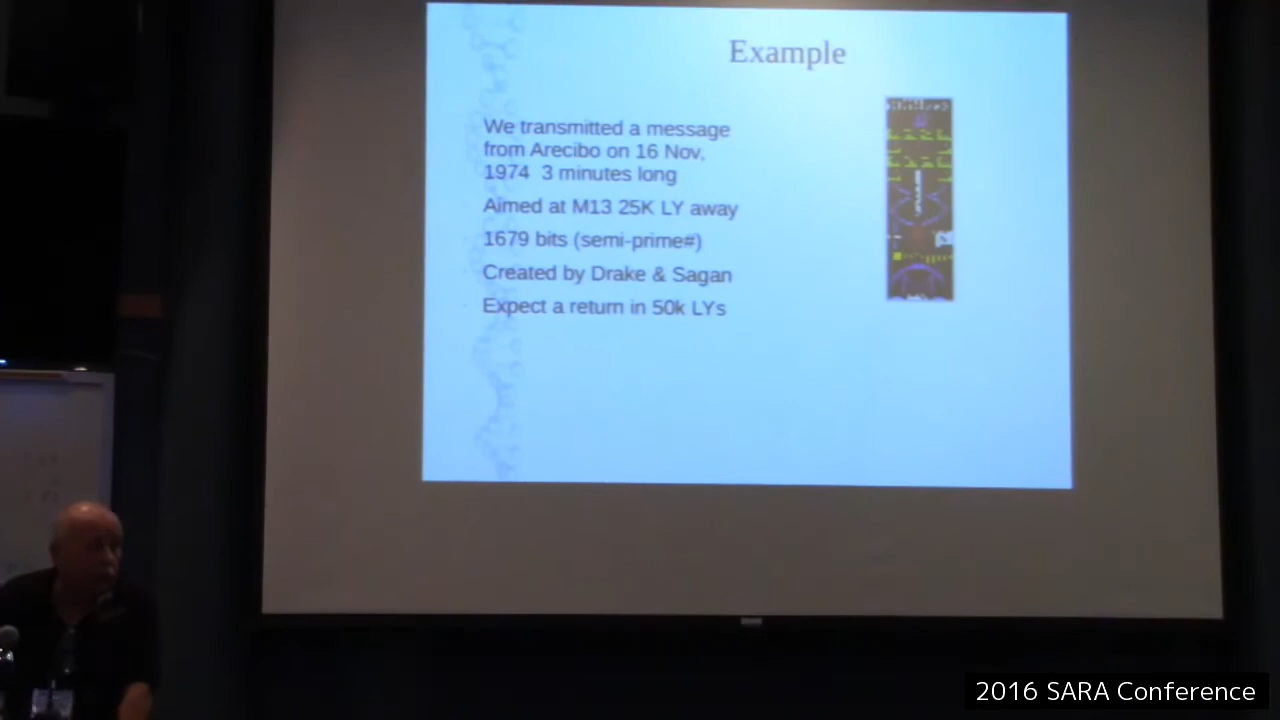 Example
We transmitted a message
from Arecibo on 16 Nov,
1974 3 minutes long
Aimed at M13 25K LY away
1679 bits (semi-prime#)
Created by Drake & Sagan
Expect a return in 50k LYs
2016 SARA Conference